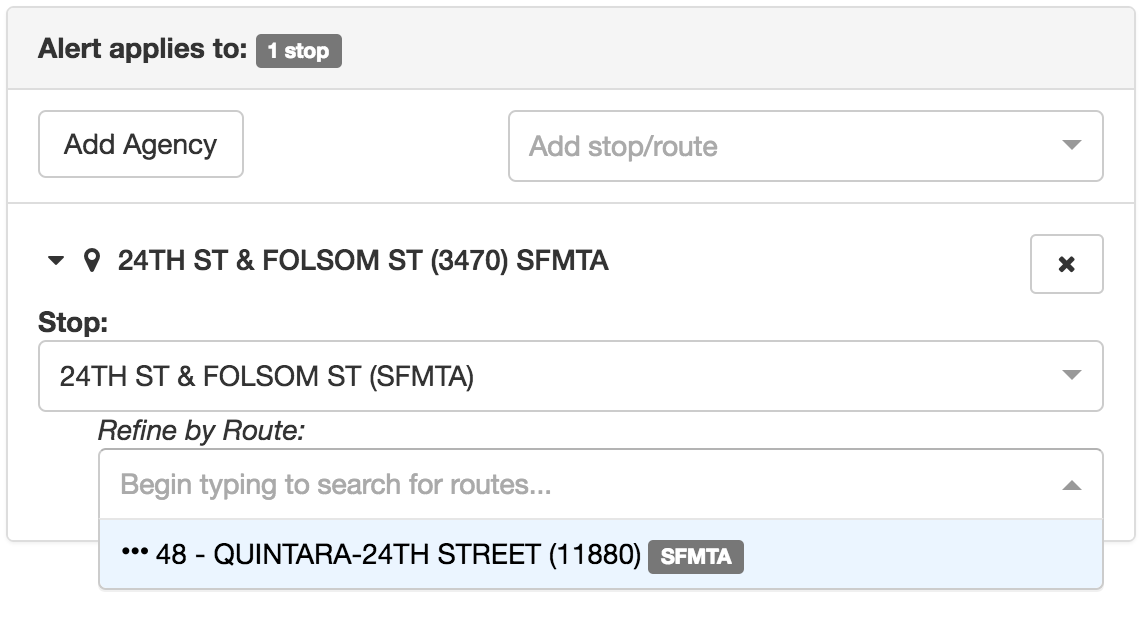 Alert applies to: 1 stop
Add Agency
Add stop/route
24TH ST & FOLSOM ST (3470) SFMTA
Stop:
24TH ST & FOLSOM ST (SFMTA)
Refine by Route:
Begin typing to search for routes...
••• 48 - QUINTARA-24TH STREET (11880) SFMTA